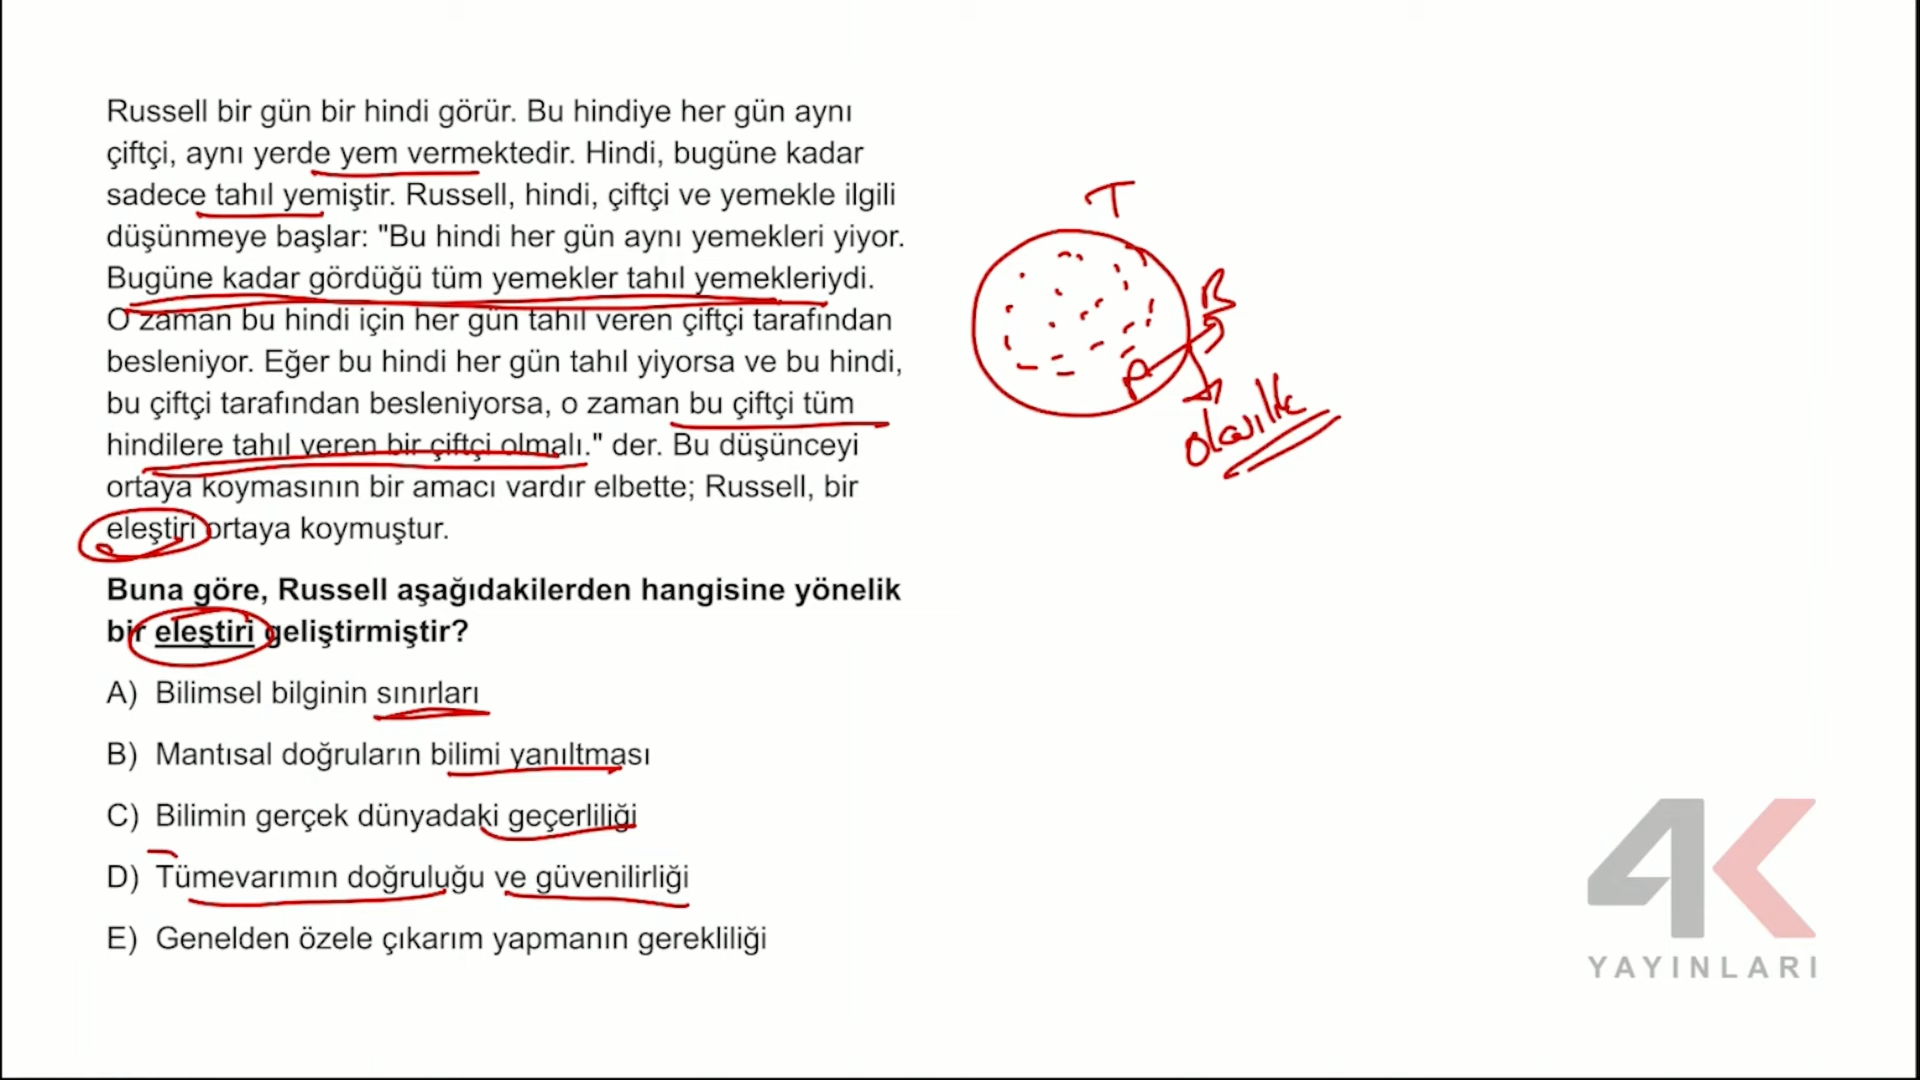 Russell bir gün bir hindi görür. Bu hindiye her gün aynı
çiftçi, aynı yerde yem vermektedir. Hindi, bugüne kadar
sadece tahıl yemiştir. Russell, hindi, çiftçi ve yemekle ilgili
düşünmeye başlar: "Bu hindi her gün aynı yemekleri yiyor.
Bugüne kadar gördüğü tüm yemekler tahıl yemekleriydi.
O zaman bu hindi için her gün tahıl veren çiftçi tarafından
besleniyor. Eğer bu hindi her gün tahıl yiyorsa ve bu hindi,
bu çiftçi tarafından besleniyorsa, o zaman bu çiftçi tüm
hindilere tahıl veren bir çiftçi olmalı." der. Bu düşünceyi
ortaya koymasının bir amacı vardır elbette; Russell, bir
eleştiri ortaya koymuştur.
Buna göre, Russell aşağıdakilerden hangisine yönelik
bir eleştiri geliştirmiştir?
A) Bilimsel bilginin sınırları
B) Mantısal doğruların bilimi yanıltması
C) Bilimin gerçek dünyadaki geçerliliği
D) Tümevarımın doğruluğu ve güvenilirliği
E) Genelden özele çıkarım yapmanın gerekliliği
T
B
P
olasılık
4K
YAYINLARI